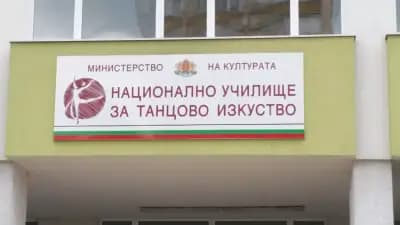 МИНИСТЕРСТВО НА КУЛТУРАТА
НАЦИОНАЛНО УЧИЛИЩЕ
ЗА ТАНЦОВО ИЗКУСТВО